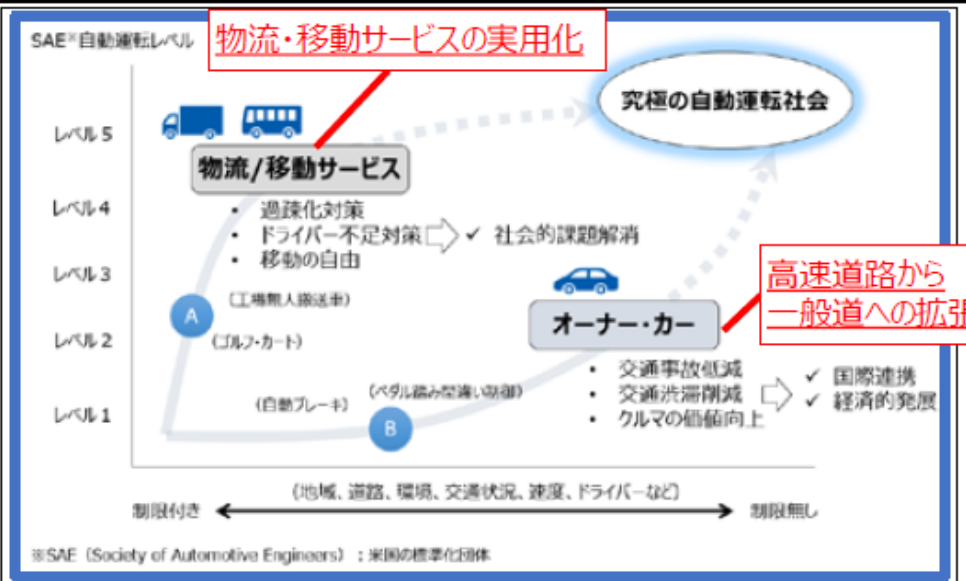 SAE※自動運転レベル
物流・移動サービスの実用化
究極の自動運転社会
レベル5
物流/移動サービス
レベル4
・ 過疎化対策
・ ドライバー不足対策 ✓ 社会的課題解消
・ 移動の自由
レベル3
高速道路から
一般道への拡張
(工場無人搬送車)
A
オーナー・カー
レベル2
(ゴルフ・カート)
・ 交通事故低減
・ 交通渋滞削減
・ クルマの価値向上
✓ 国際連携
✓ 経済的発展
(ペダル踏み間違い制御)
(自動ブレーキ)
レベル1
B
(地域、道路、環境、交通状況、速度、ドライバーなど)
制限付き
制限無し
※SAE (Society of Automotive Engineers) :米国の標準化団体